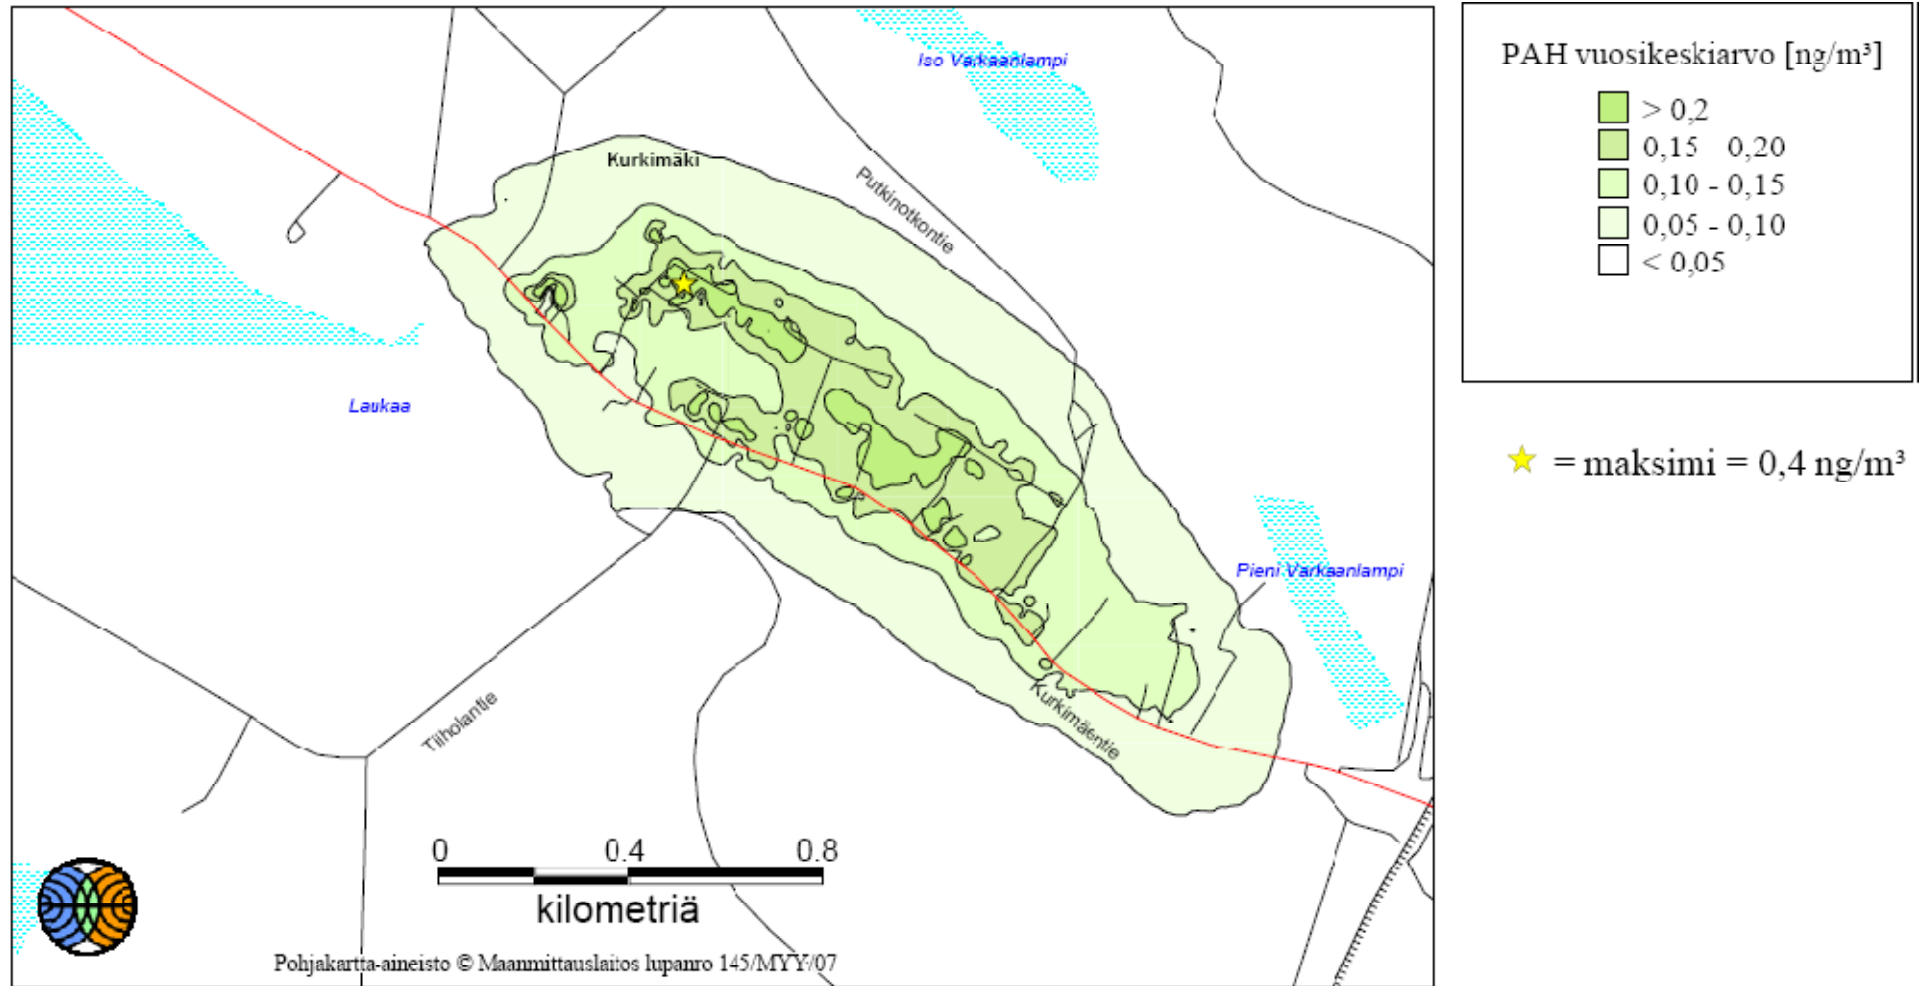 Iso Varkaanlampi
Kurkimäki
Putkinotkontie
Laukaa
Pieni Varkaanlampi
Tiiholantie
Kurkimäentie
0 0.4 0.8
kilometriä
Pohjakartta-aineisto © Maanmittauslaitos lupanro 145/MYY/07
PAH vuosikeskiarvo [ng/m³]
> 0,2
0,15 0,20
0,10 - 0,15
0,05 - 0,10
< 0,05
= maksimi = 0,4 ng/m³